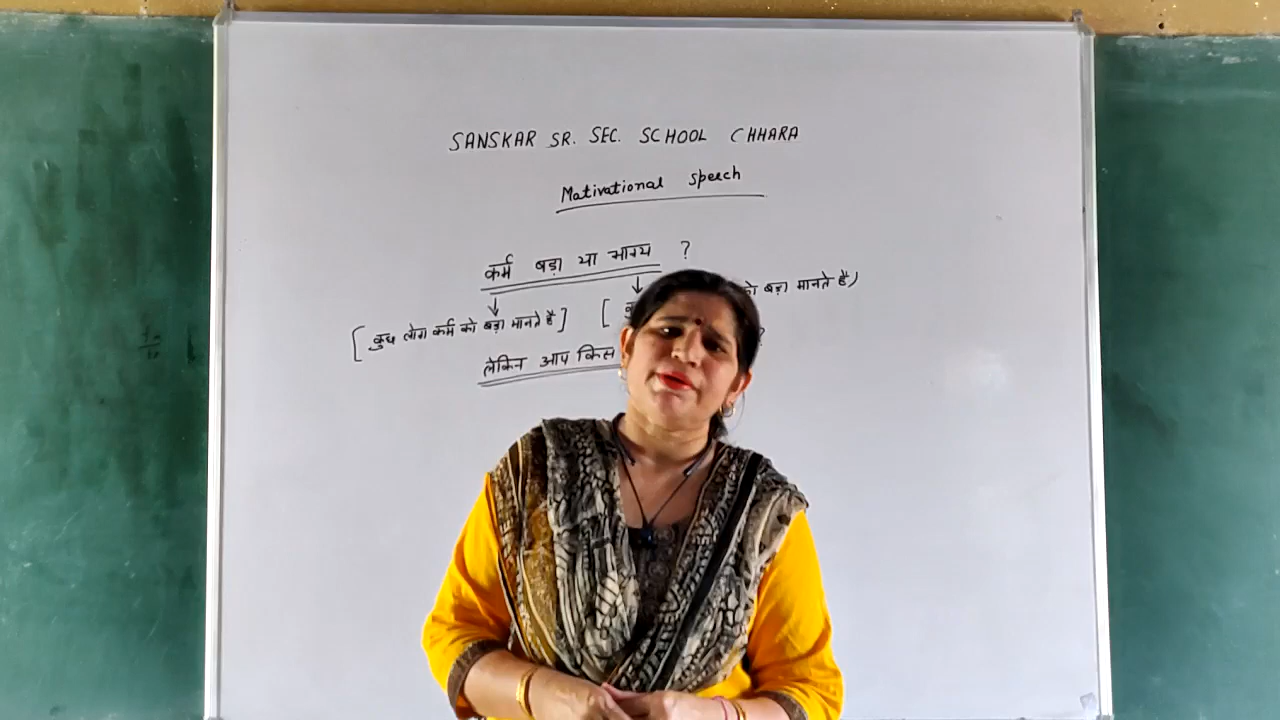 SANSKAR SR. SEC. SCHOOL CHHARA
Mativational speech
कर्म बड़ा या भाग्य ?
[ कुछ लोग कर्म को बड़ा मानते है ] [ को बड़ा मानते है )
लेकिन आप किस ?